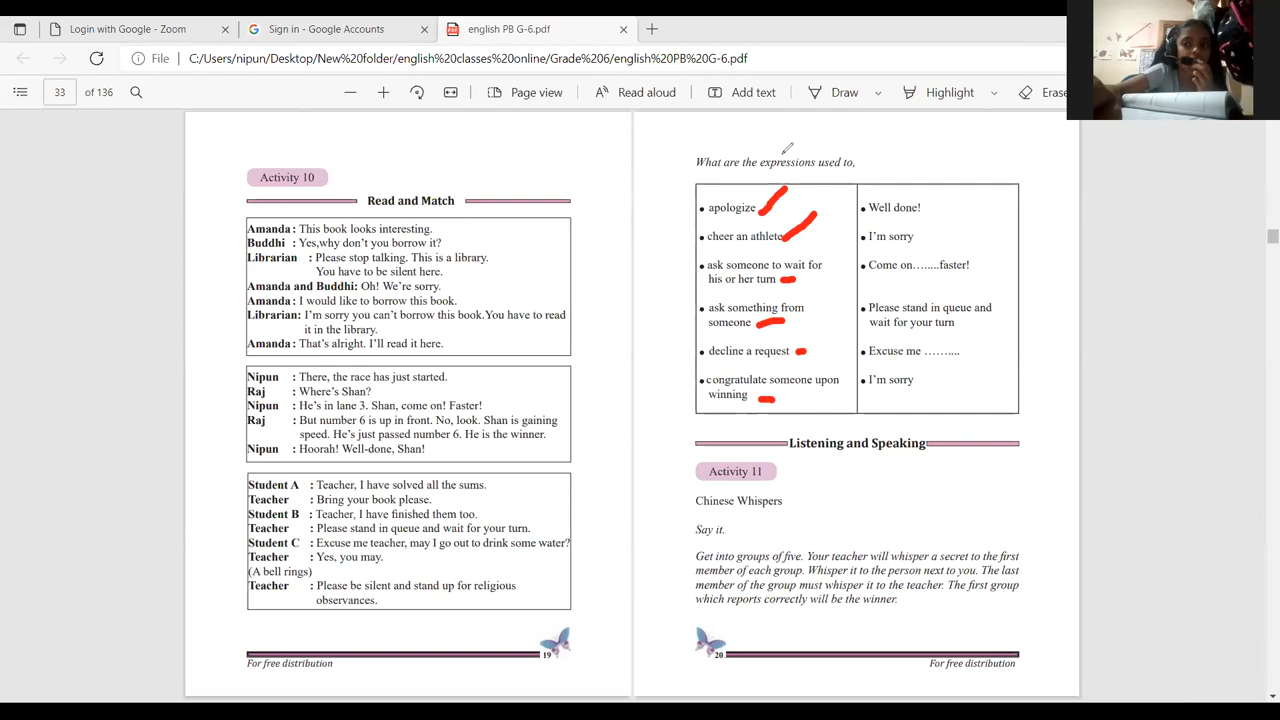 Login with Google - Zoom
Sign in - Google Accounts
english PB G-6.pdf
File
C:/Users/nipun/Desktop/New%20folder/english%20classes%20online/Grade%206/english%20PB%20G-6.pdf
33 of 136
Page view
Read aloud
Add text
Draw
Highlight
Erase
Activity 10
Read and Match
Amanda : This book looks interesting.
Buddhi : Yes,why don't you borrow it?
Librarian : Please stop talking. This is a library.
You have to be silent here.
Amanda and Buddhi: Oh! We're sorry.
Amanda: I would like to borrow this book.
Librarian: I'm sorry you can't borrow this book.You have to read
it in the library.
Amanda: That's alright. I'll read it here.
Nipun : There, the race has just started.
Raj : Where's Shan?
Nipun : He's in lane 3. Shan, come on! Faster!
Raj : But number 6 is up in front. No, look. Shan is gaining
speed. He's just passed number 6. He is the winner.
Nipun : Hoorah! Well-done, Shan!
Student A : Teacher, I have solved all the sums.
Teacher : Bring your book please.
Student B : Teacher, I have finished them too.
Teacher : Please stand in queue and wait for your turn.
Student C : Excuse me teacher, may I go out to drink some water?
Teacher : Yes, you may.
(A bell rings)
Teacher : Please be silent and stand up for religious
observances.
19
For free distribution
What are the expressions used to,
• apologize
• cheer an athlete
• ask someone to wait for
his or her turn
• ask something from
someone
• decline a request
• congratulate someone upon
winning
• Well done!
• I'm sorry
• Come on…....faster!
• Please stand in queue and
wait for your turn
• Excuse me ……....
• I'm sorry
Listening and Speaking
Activity 11
Chinese Whispers
Say it.
Get into groups of five. Your teacher will whisper a secret to the first
member of each group. Whisper it to the person next to you. The last
member of the group must whisper it to the teacher. The first group
which reports correctly will be the winner.
20
For free distribution